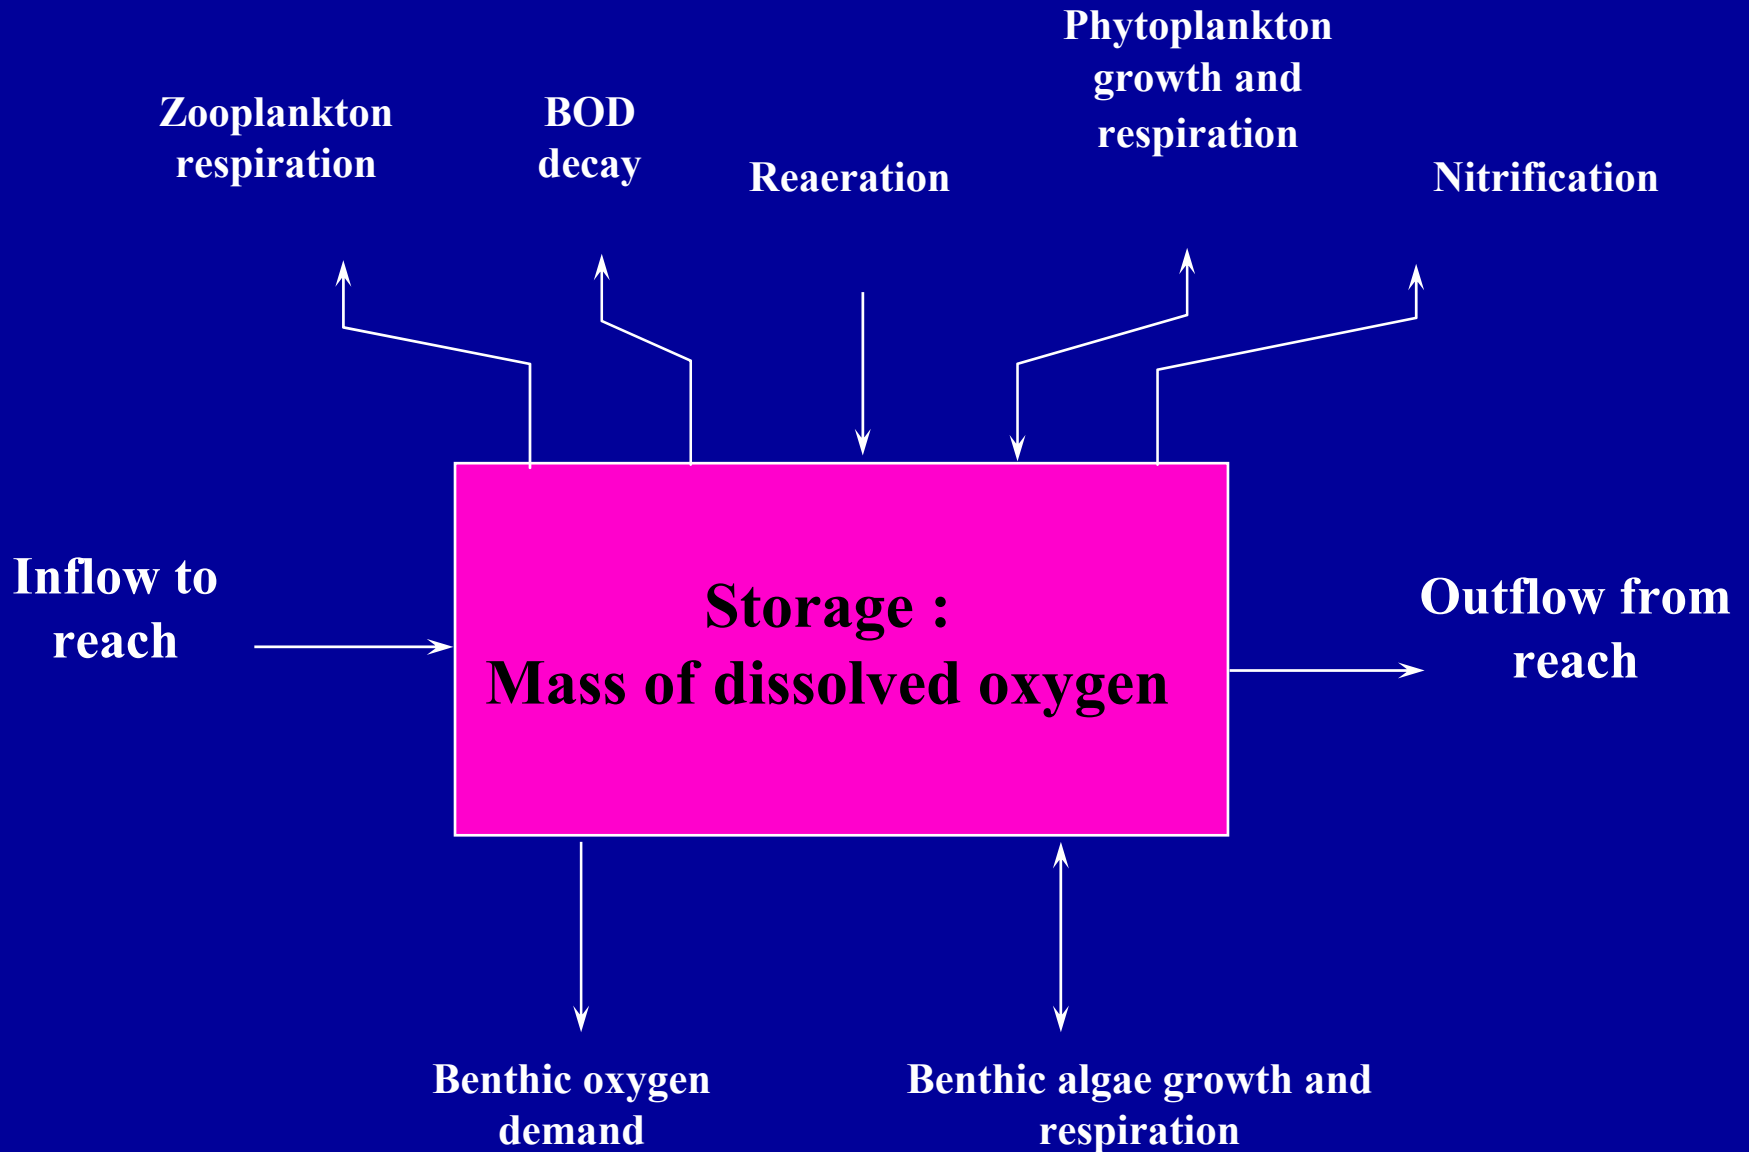 Zooplankton
respiration
BOD
decay
Reaeration
Phytoplankton
growth and
respiration
Nitrification
Inflow to
reach
Storage :
Mass of dissolved oxygen
Outflow from
reach
Benthic oxygen
demand
Benthic algae growth and
respiration